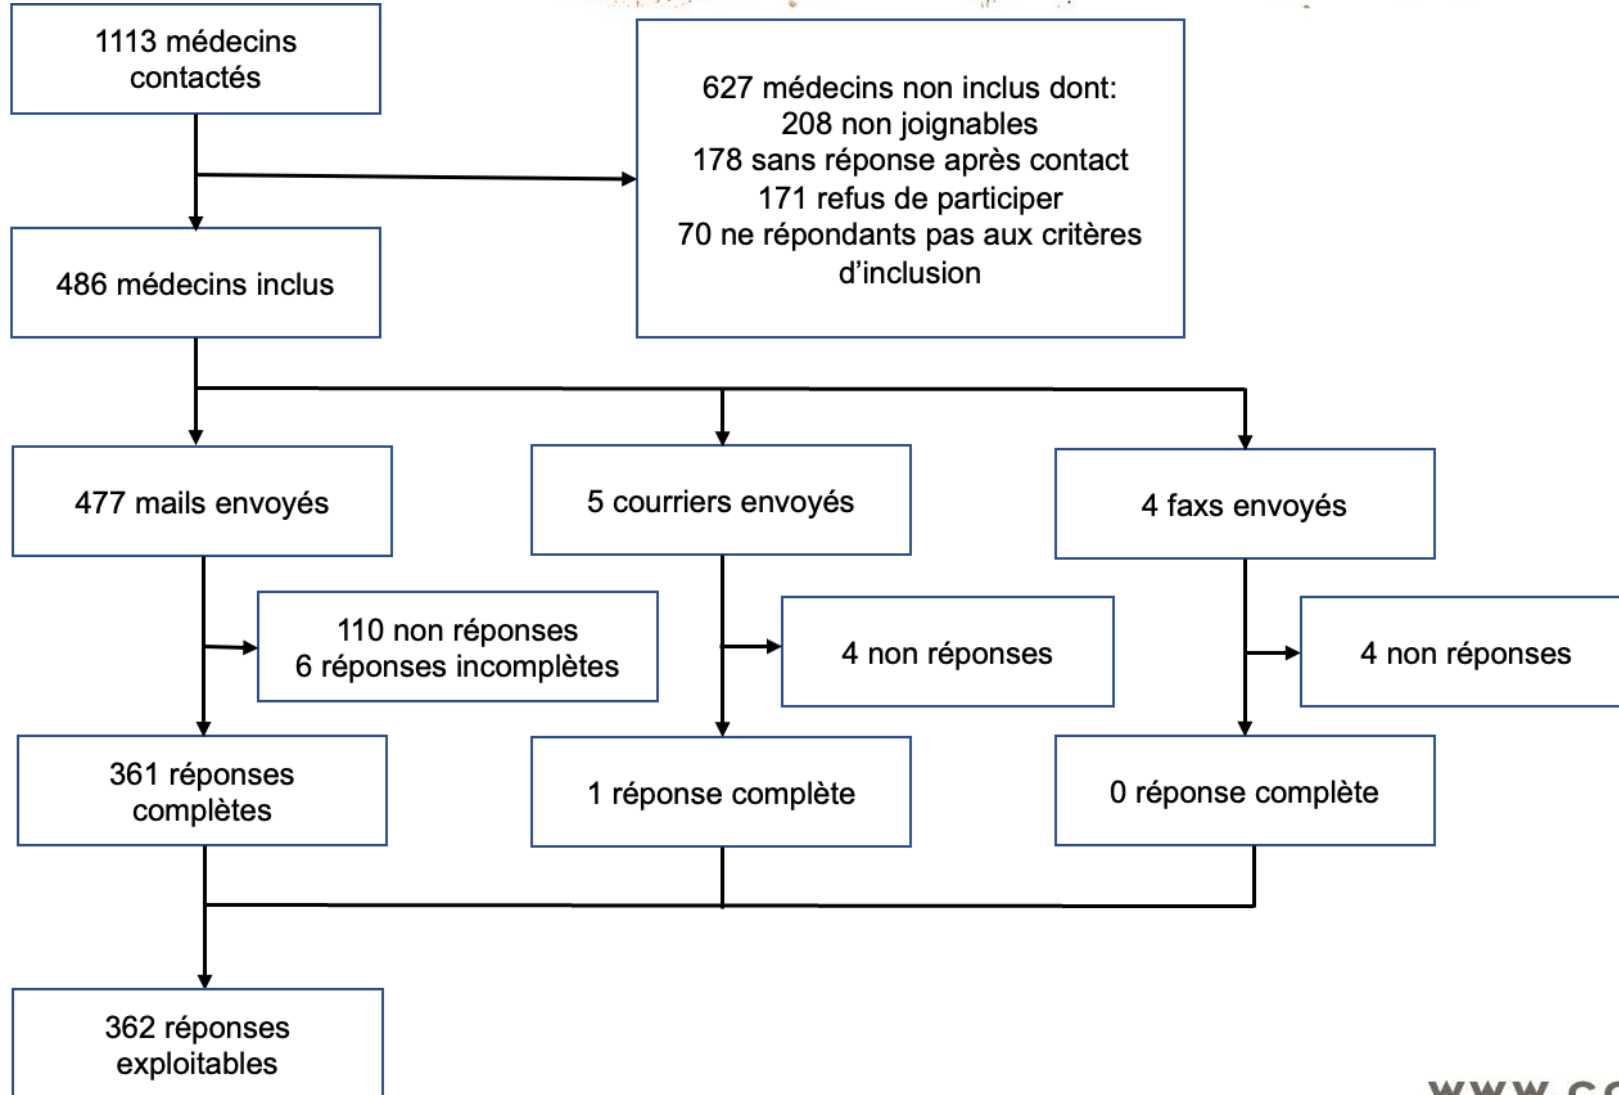 1113 médecins
contactés
627 médecins non inclus dont:
208 non joignables
178 sans réponse après contact
171 refus de participer
70 ne répondants pas aux critères
d’inclusion
486 médecins inclus
477 mails envoyés
5 courriers envoyés
4 faxs envoyés
110 non réponses
6 réponses incomplètes
4 non réponses
4 non réponses
361 réponses
complètes
1 réponse complète
0 réponse complète
362 réponses
exploitables